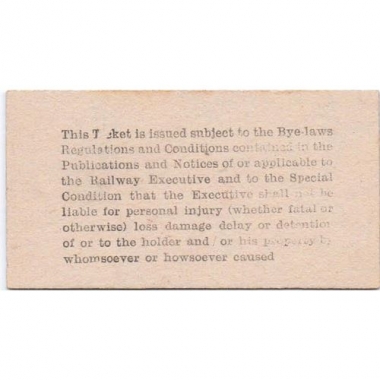 This Ticket is issued subject to the Bye-laws
Regulations and Conditions contained in the
Publications and Notices of or applicable to
the Railway Executive and to the Special
Condition that the Executive shall not be
liable for personal injury (whether fatal or
otherwise) loss damage delay or detention
of or to the holder and/or his property by
whomsoever or howsoever caused